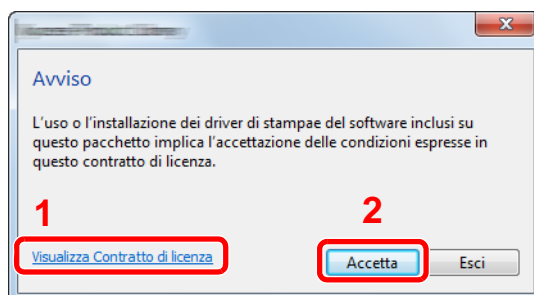 Avviso
L'uso o l'installazione dei driver di stampae del software inclusi su
questo pacchetto implica l'accettazione delle condizioni espresse in
questo contratto di licenza.
1
2
Visualizza Contratto di licenza
Accetta
Esci